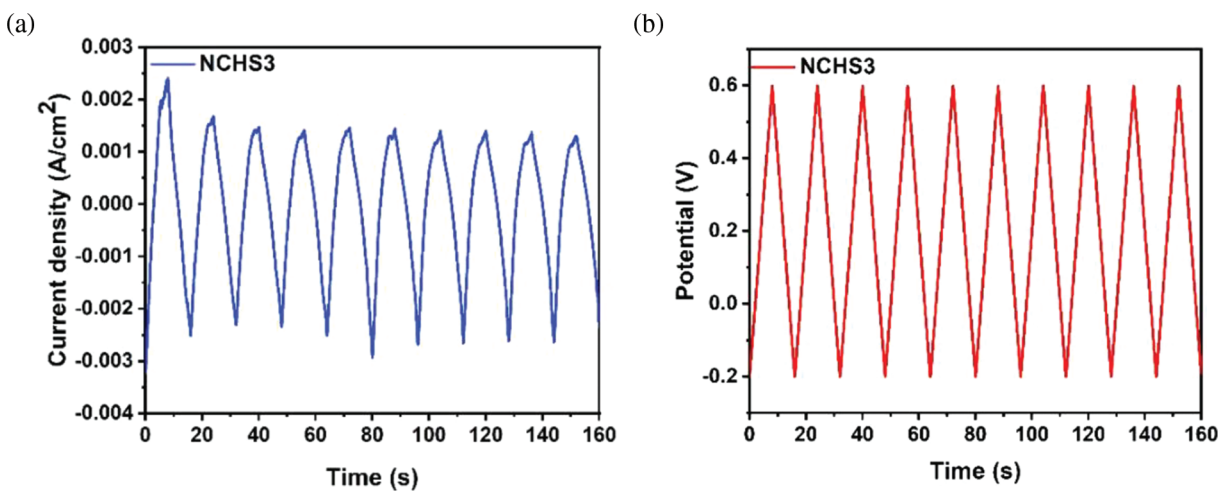 (a)
0.003
0.002
0.001
0.000
-0.001
-0.002
-0.003
-0.004
Current density (A/cm²)
NCHS3
0 20 40 60 80 100 120 140 160
Time (s)
(b)
0.6
0.4
0.2
0.0
-0.2
Potential (V)
NCHS3
0 20 40 60 80 100 120 140 160
Time (s)